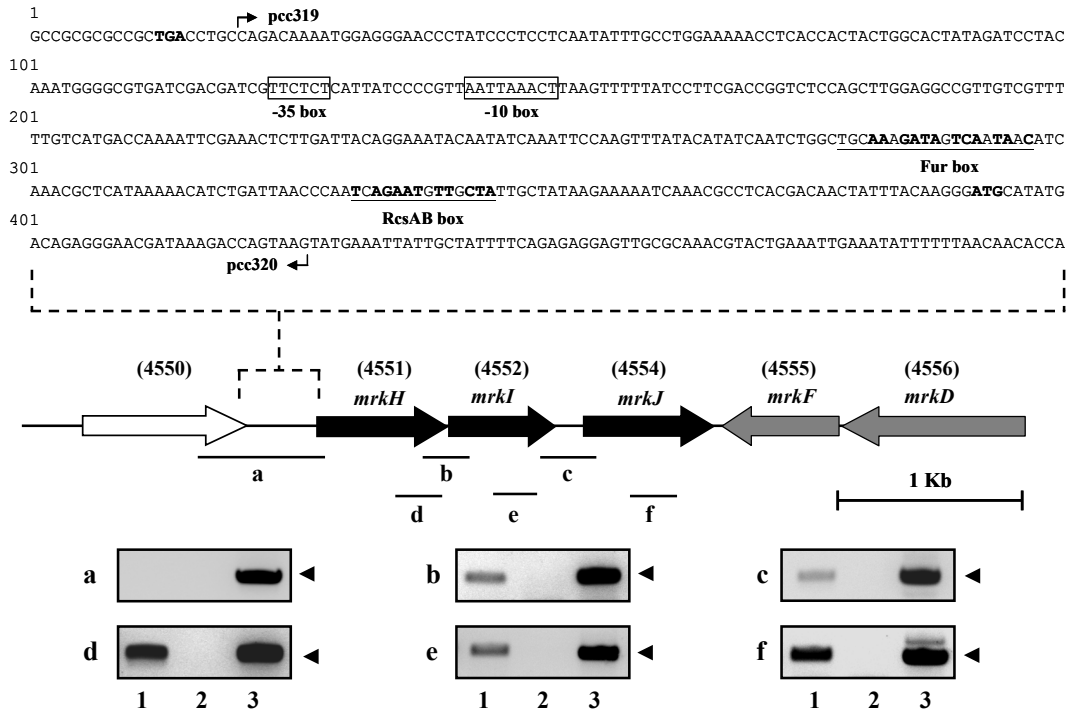 1
pcc319
GCCGCGCGCCGCTGACCTGCCAGACAAAATGGAGGGAACCCTATCCCTCCTCAATATTTGCCTGGAAAAACCTCACCACTACTGGCACTATAGATCCTAC
101
AAATGGGGCGTGATCGACGATCGTTCTCTCATTATCCCCGTTAATTAAACTTAAGTTTTTATCCTTCGACCGGTCTCCAGCTTGGAGGCCGTTGTCGTTT
-35 box -10 box
201
TTGTCATGACCAAAATTCGAAACTCTTGATTACAGGAAATACAATATCAAATTCCAAGTTTATACATATCAATCTGGCTGCAAAGATAGTCAATAACATC
Fur box
301
AAACGCTCATAAAAACATCTGATTAACCCAATCAGAATGTTGCTATTGCTATAAGAAAAATCAAACGCCTCACGACAACTATTTACAAGGGATGCATATG
RcsAB box
401
ACAGAGGGAACGATAAAGACCAGTAAGTATGAAATTATTGCTATTTTCAGAGAGGAGTTGCGCAAACGTACTGAAATTGAAATATTTTTTAACAACACCA
pcc320
(4550) (4551) (4552) (4554) (4555) (4556)
mrkH mrkI mrkJ mrkF mrkD
a b c
1 Kb
d e f
a b c
d e f
1 2 3 1 2 3 1 2 3